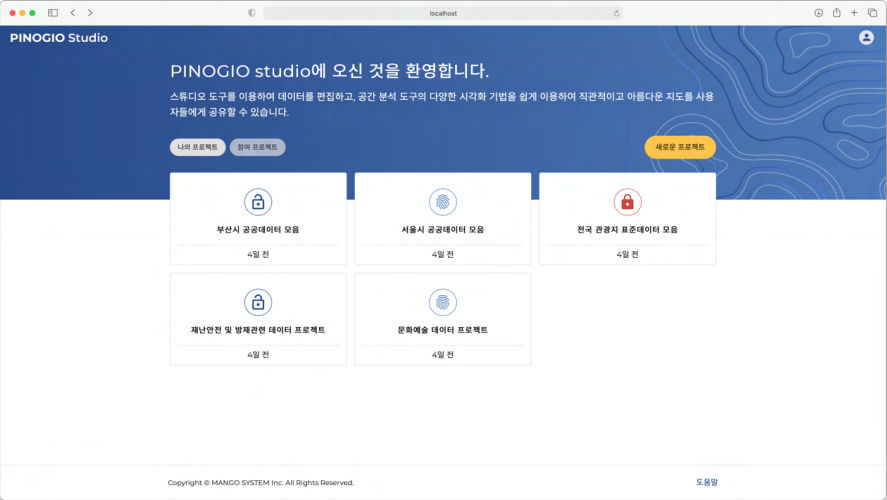 localhost
PINOGIO Studio
PINOGIO studio에 오신 것을 환영합니다.
스튜디오 도구를 이용하여 데이터를 편집하고, 공간 분석 도구의 다양한 시각화 기법을 쉽게 이용하여 직관적이고 아름다운 지도를 사용
자들에게 공유할 수 있습니다.
나의 프로젝트
참여 프로젝트
새로운 프로젝트
부산시 공공데이터 모음
4일 전
서울시 공공데이터 모음
4일 전
전국 관광지 표준데이터 모음
4일 전
재난안전 및 방재관련 데이터 프로젝트
4일 전
문화예술 데이터 프로젝트
4일 전
Copyright © MANGO SYSTEM Inc. All Rights Reserved.
도움말